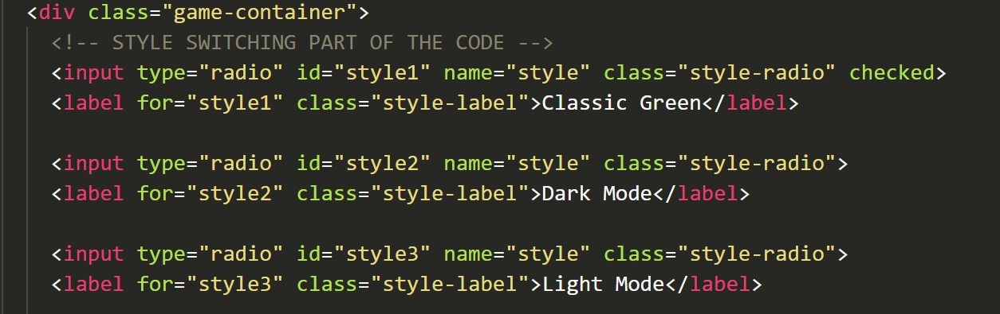 <div class="game-container">
<!-- STYLE SWITCHING PART OF THE CODE -->
<input type="radio" id="style1" name="style" class="style-radio" checked>
<label for="style1" class="style-label">Classic Green</label>
<input type="radio" id="style2" name="style" class="style-radio">
<label for="style2" class="style-label">Dark Mode</label>
<input type="radio" id="style3" name="style" class="style-radio">
<label for="style3" class="style-label">Light Mode</label>